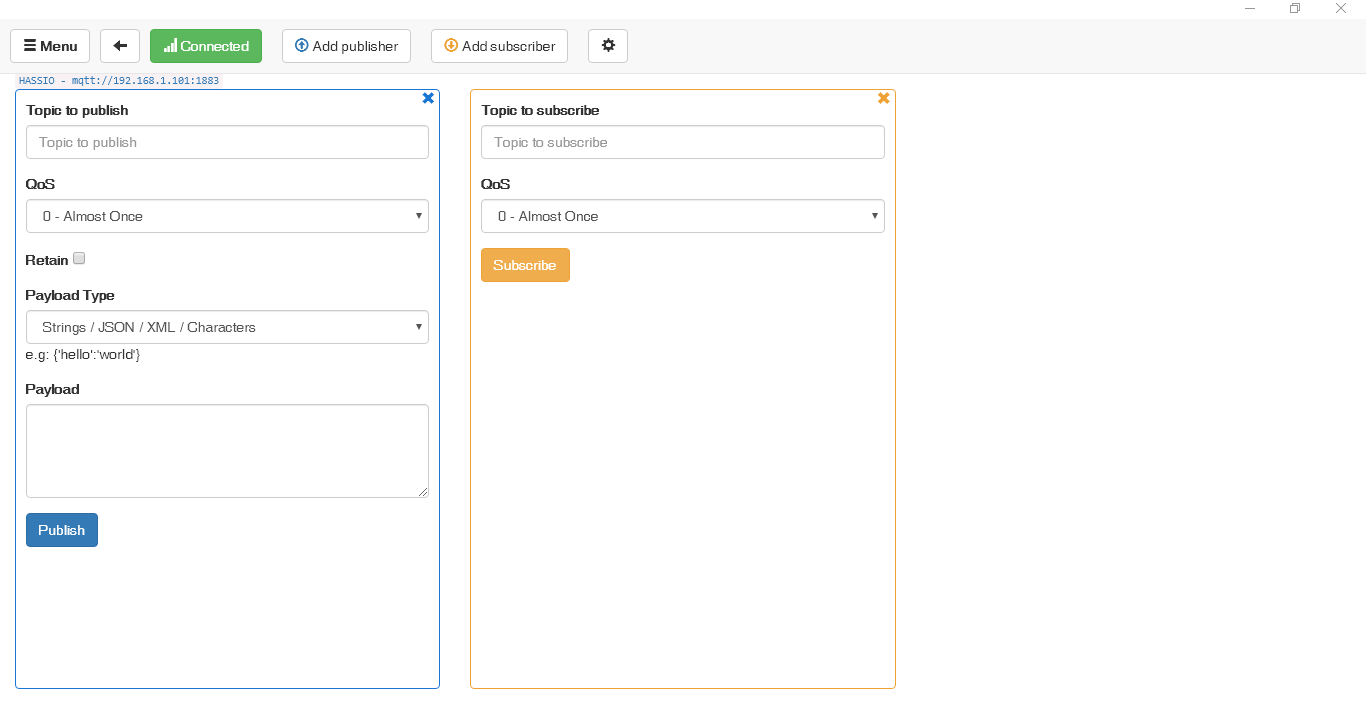 Menu
Connected
Add publisher
Add subscriber
HASSIO - mqtt://192.168.1.101:1883
Topic to publish
Topic to publish
QoS
0 - Almost Once
Retain
Payload Type
Strings / JSON / XML / Characters
e.g: {'hello':'world'}
Payload
Publish
Topic to subscribe
Topic to subscribe
QoS
0 - Almost Once
Subscribe